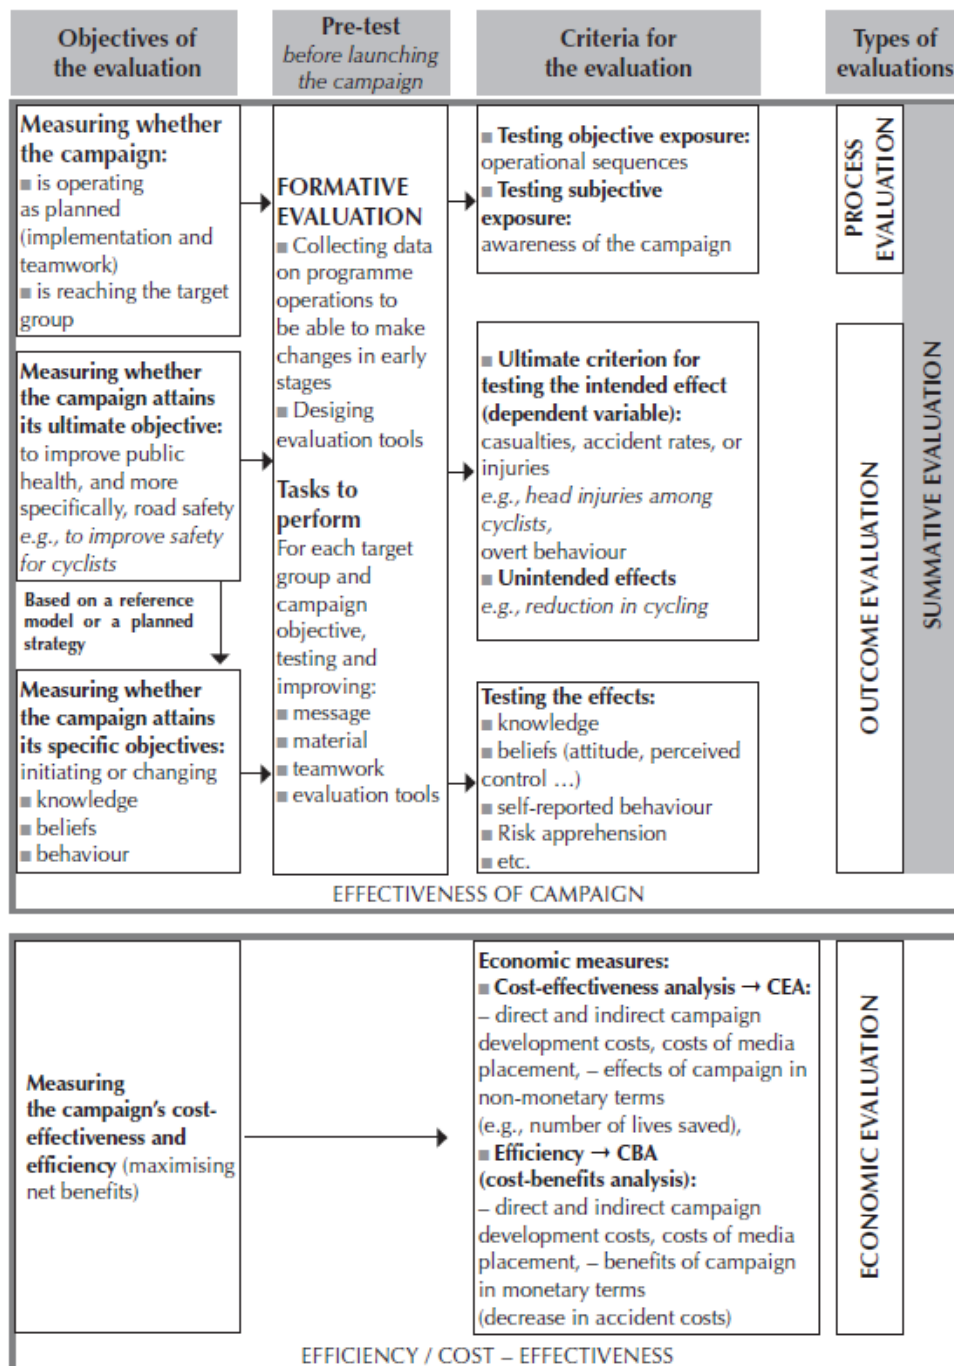 Objectives of
the evaluation
Pre-test
before launching
the campaign
Criteria for
the evaluation
Types of
evaluations
Measuring whether
the campaign:
■ is operating
as planned
(implementation and
teamwork)
■ is reaching the target
group
Measuring whether
the campaign attains
its ultimate objective:
to improve public
health, and more
specifically, road safety
e.g., to improve safety
for cyclists
Based on a reference
model or a planned
strategy
Measuring whether
the campaign attains
its specific objectives:
initiating or changing
■ knowledge
■ beliefs
■ behaviour
FORMATIVE
EVALUATION
■ Collecting data
on programme
operations to
be able to make
changes in early
stages
■ Desiging
evaluation tools
Tasks to
perform
For each target
group and
campaign
objective,
testing and
improving:
■ message
■ material
■ teamwork
■ evaluation tools
■ Testing objective exposure:
operational sequences
■ Testing subjective
exposure:
awareness of the campaign
■ Ultimate criterion for
testing the intended effect
(dependent variable):
casualties, accident rates, or
injuries
e.g., head injuries among
cyclists,
overt behaviour
■ Unintended effects
e.g., reduction in cycling
Testing the effects:
■ knowledge
■ beliefs (attitude, perceived
control ...)
■ self-reported behaviour
■ Risk apprehension
■ etc.
PROCESS
EVALUATION
OUTCOME EVALUATION
SUMMATIVE EVALUATION
EFFECTIVENESS OF CAMPAIGN
Measuring
the campaign's cost-
effectiveness and
efficiency (maximising
net benefits)
Economic measures:
■ Cost-effectiveness analysis → CEA:
– direct and indirect campaign
development costs, costs of media
placement, – effects of campaign in
non-monetary terms
(e.g., number of lives saved),
■ Efficiency → CBA
(cost-benefits analysis):
– direct and indirect campaign
development costs, costs of media
placement, – benefits of campaign
in monetary terms
(decrease in accident costs)
ECONOMIC EVALUATION
EFFICIENCY / COST – EFFECTIVENESS